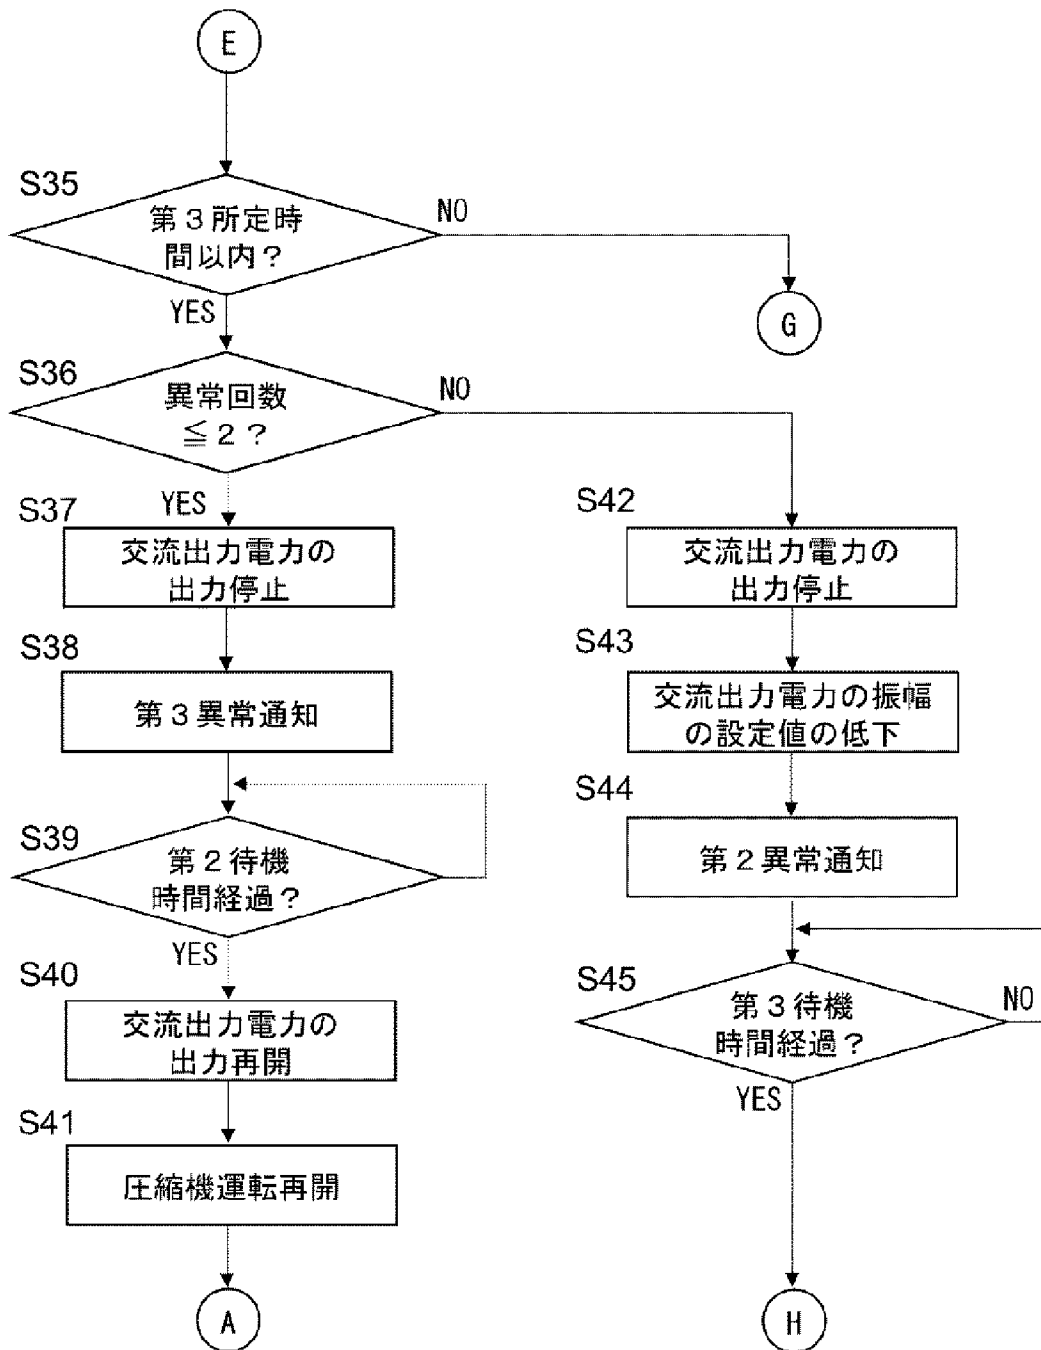 E
S35
第３所定時
間以内？
NO
YES
G
S36
異常回数
≦２？
NO
YES
S37
交流出力電力の
出力停止
S38
第３異常通知
S39
第２待機
時間経過？
YES
S40
交流出力電力の
出力再開
S41
圧縮機運転再開
A
S42
交流出力電力の
出力停止
S43
交流出力電力の振幅
の設定値の低下
S44
第２異常通知
S45
第３待機
時間経過？
NO
YES
H